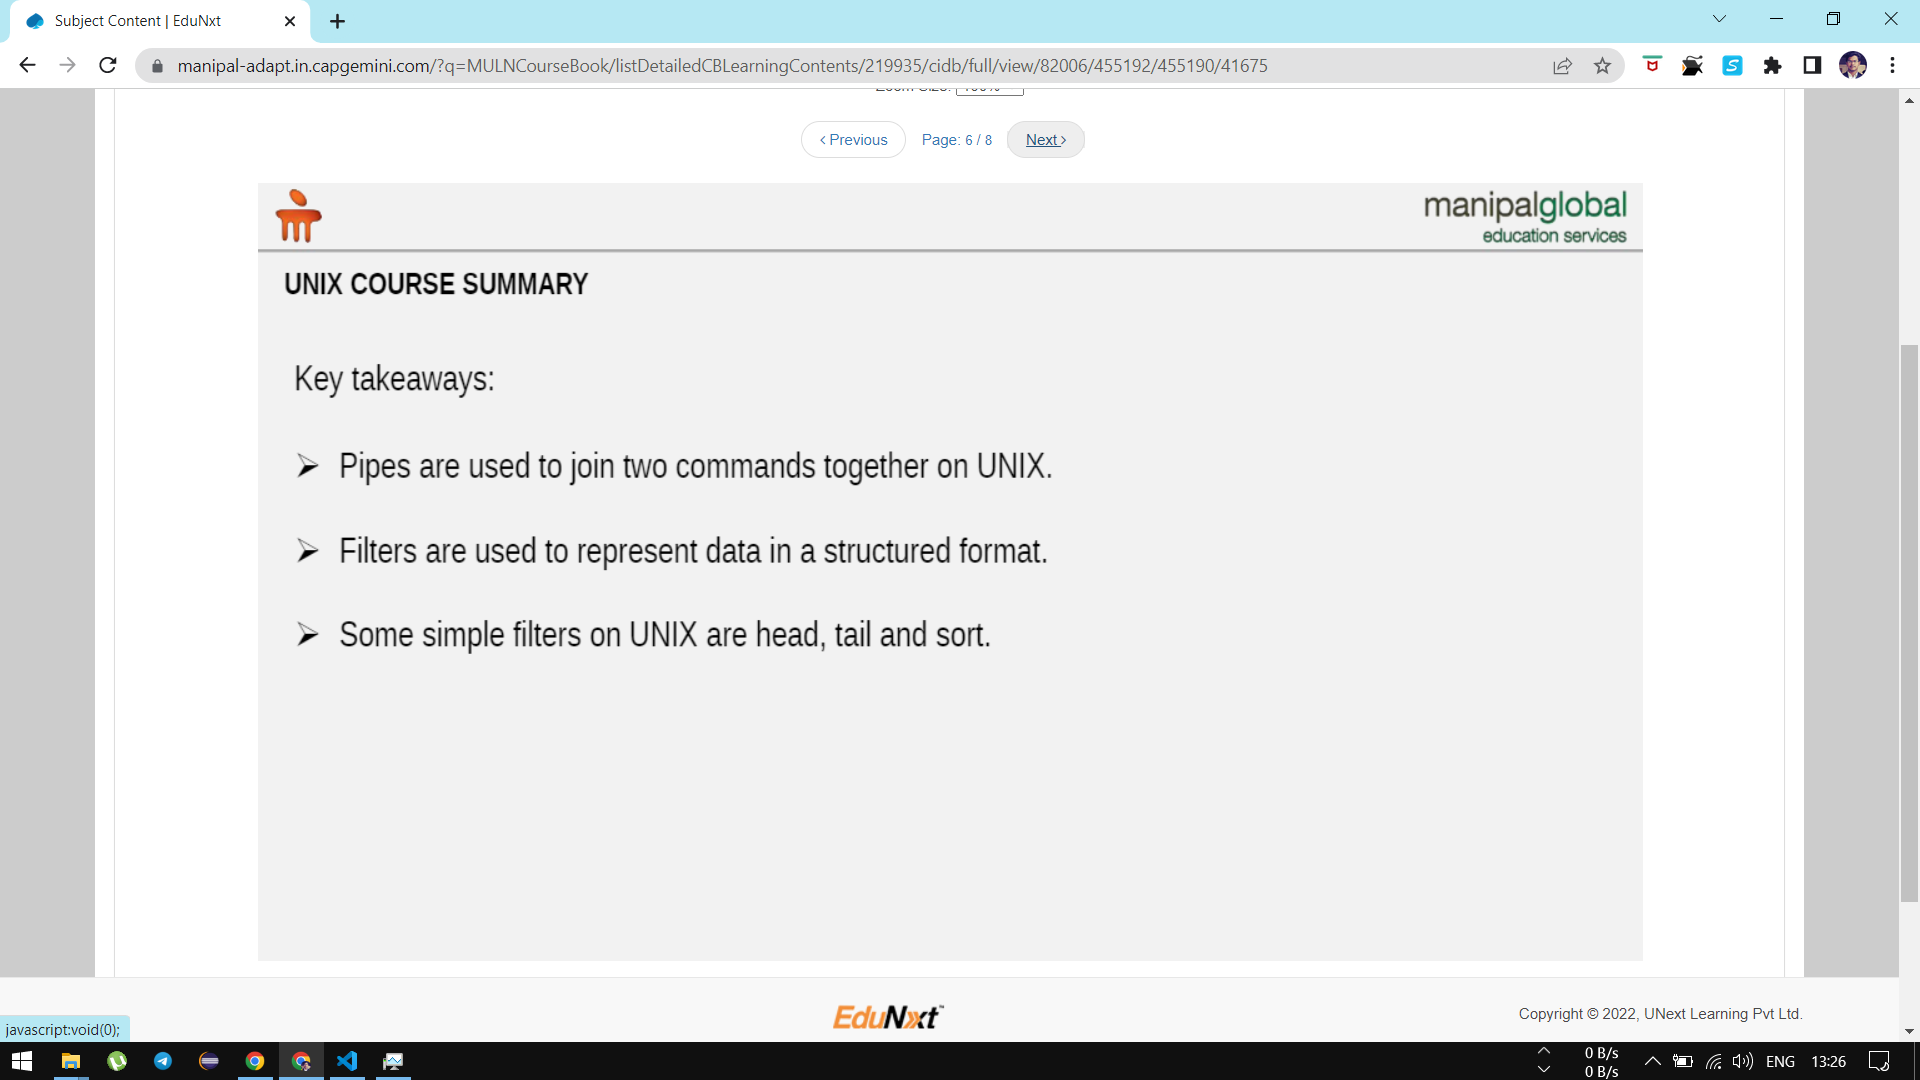 Subject Content | EduNxt
manipal-adapt.in.capgemini.com/?q=MULNCourseBook/listDetailedCBLearningContents/219935/cidb/full/view/82006/455192/455190/41675
‹ Previous Page: 6 / 8 Next ›
manipalglobal
education services
UNIX COURSE SUMMARY
Key takeaways:
➢ Pipes are used to join two commands together on UNIX.
➢ Filters are used to represent data in a structured format.
➢ Some simple filters on UNIX are head, tail and sort.
EduNxt™
Copyright © 2022, UNext Learning Pvt Ltd.
javascript:void(0);
0 B/s
0 B/s
ENG 13:26